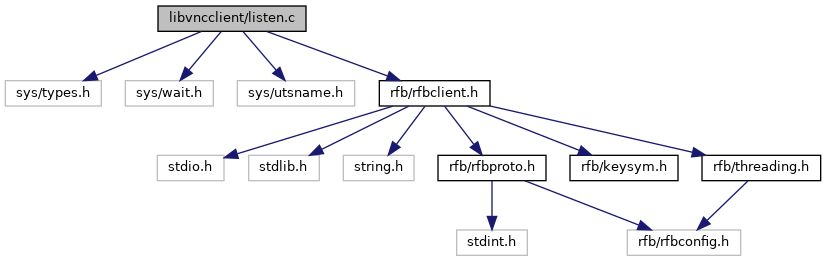 libvncclient/listen.c
sys/types.h
sys/wait.h
sys/utsname.h
rfb/rfbclient.h
stdio.h
stdlib.h
string.h
rfb/rfbproto.h
rfb/keysym.h
rfb/threading.h
stdint.h
rfb/rfbconfig.h